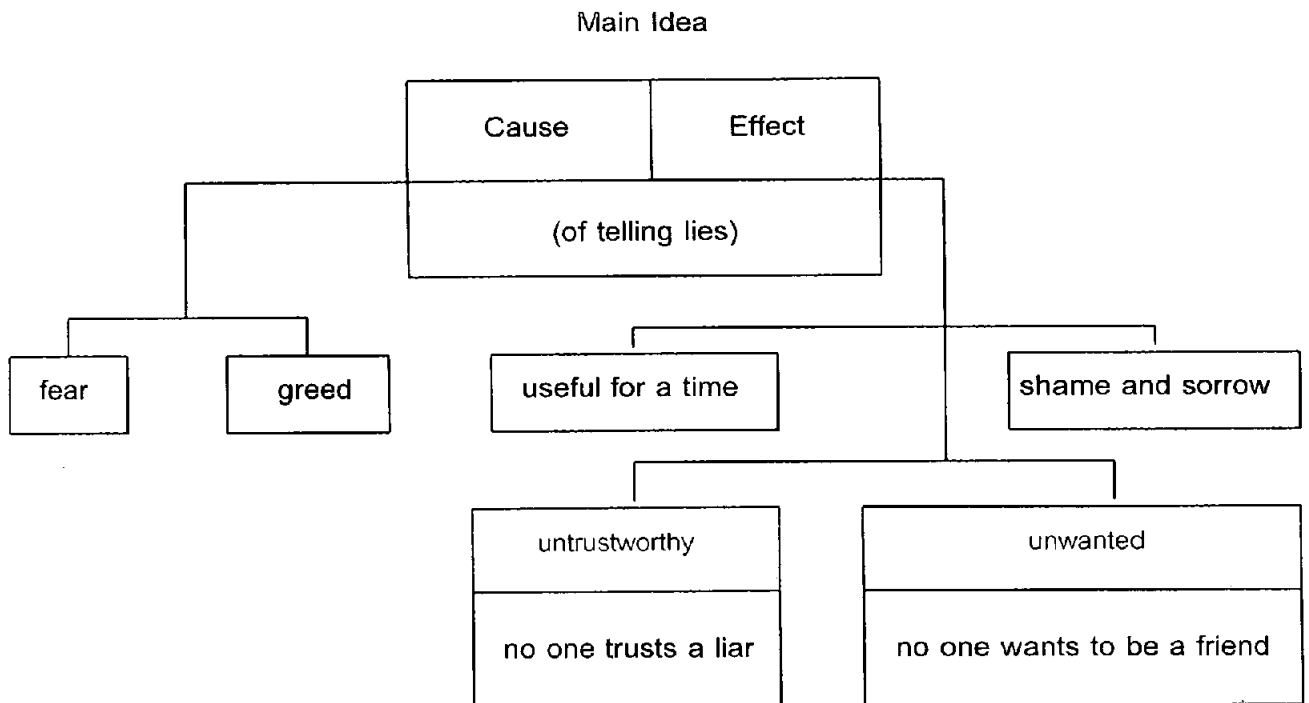 Main Idea
Cause
Effect
(of telling lies)
fear
greed
useful for a time
shame and sorrow
untrustworthy
unwanted
no one trusts a liar
no one wants to be a friend